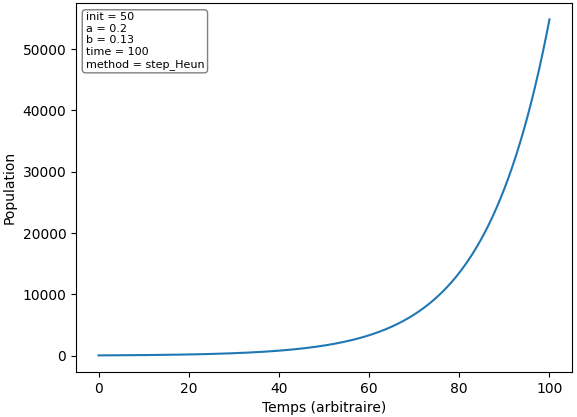 init = 50
a = 0.2
b = 0.13
time = 100
method = step_Heun
50000
40000
30000
20000
10000
0
Population
0 20 40 60 80 100
Temps (arbitraire)